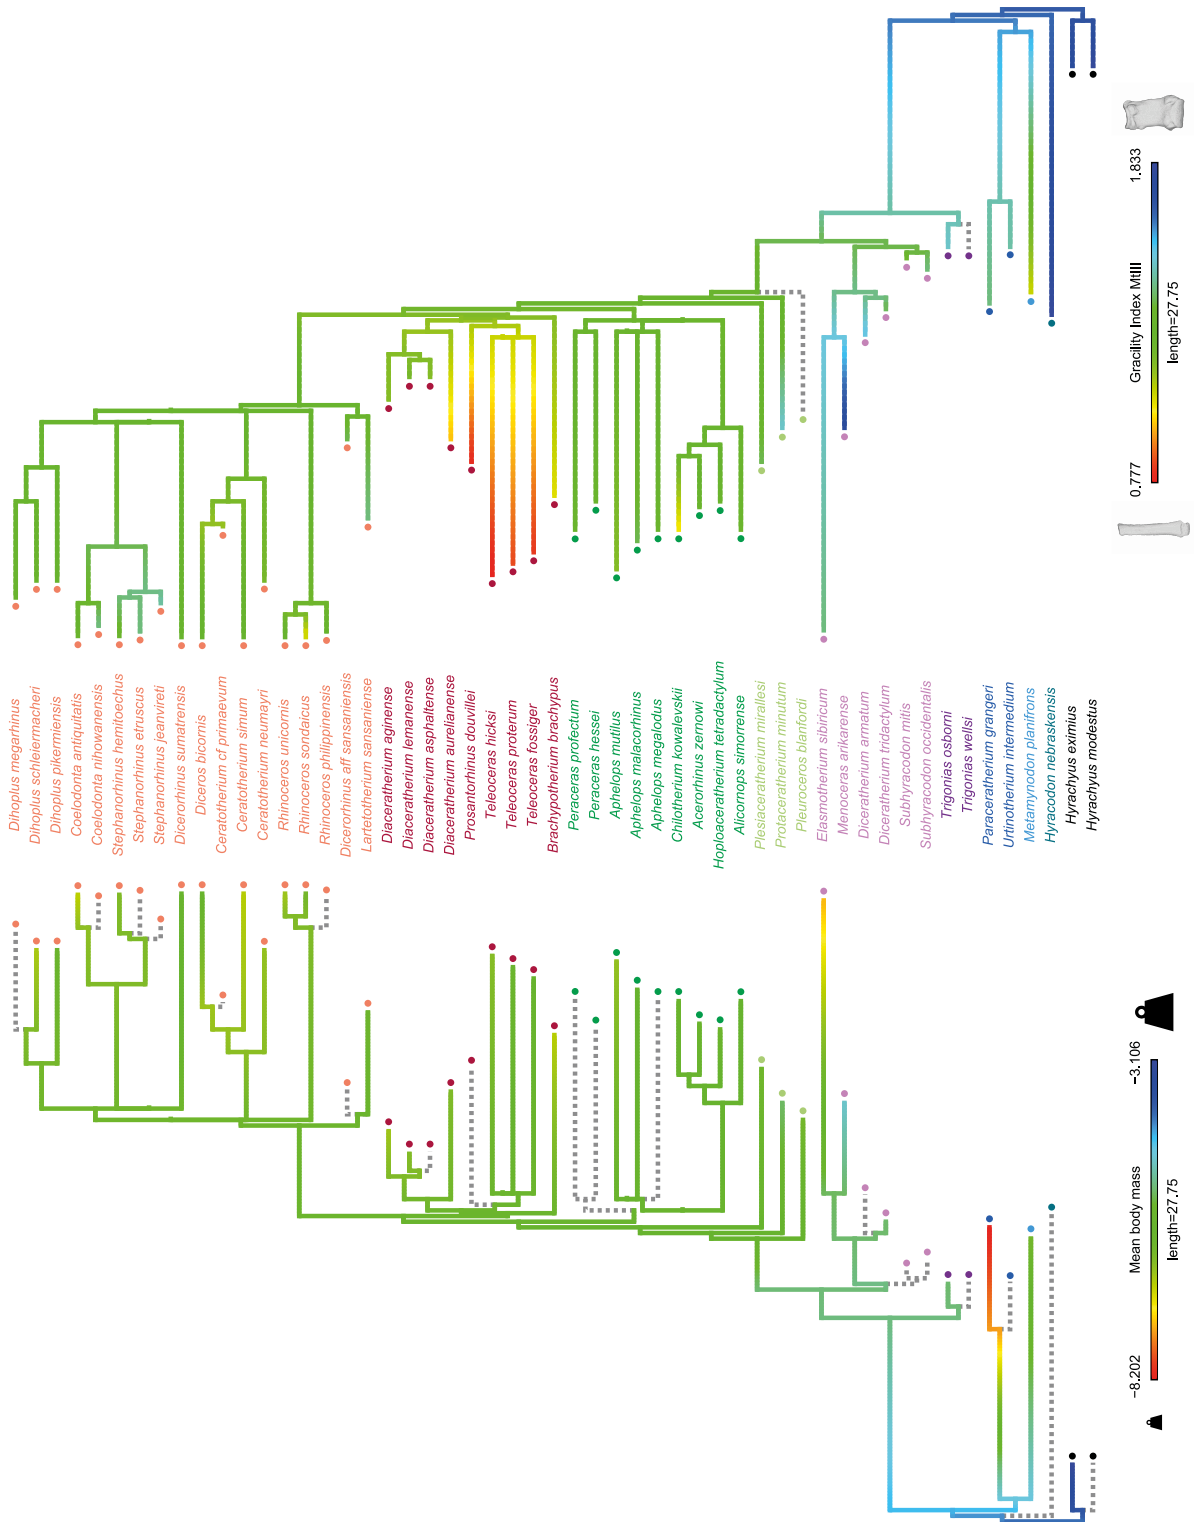 Dihoplus megarhinus
Dihoplus schleiermacheri
Dihoplus pikermiensis
Coelodonta antiquitatis
Coelodonta nihowanensis
Stephanorhinus hemitoechus
Stephanorhinus etruscus
Stephanorhinus jeanvireti
Dicerorhinus sumatrensis
Diceros bicornis
Ceratotherium cf primaevum
Ceratotherium simum
Ceratotherium neumayri
Rhinoceros unicornis
Rhinoceros sondaicus
Rhinoceros philippinensis
Dicerorhinus aff sansaniensis
Lartetotherium sansaniense
Diaceratherium aginense
Diaceratherium lemanense
Diaceratherium asphaltense
Diaceratherium aurelianense
Prosantorhinus douvillei
Teleoceras hicksi
Teleoceras proterum
Teleoceras fossiger
Brachypotherium brachypus
Peraceras profectum
Peraceras hessei
Aphelops mutilus
Aphelops malacorhinus
Aphelops megalodus
Chilotherium kowalevskii
Acerorhinus zernowi
Hoploaceratherium tetradactylum
Alicornops simorrense
Plesiaceratherium mirallesi
Protaceratherium minutum
Pleuroceros blanfordi
Elasmotherium sibiricum
Menoceras arikarense
Diceratherium armatum
Diceratherium tridactylum
Subhyracodon mitis
Subhyracodon occidentalis
Trigonias osborni
Trigonias wellsi
Paraceratherium grangeri
Urtinotherium intermedium
Metamynodon planifrons
Hyracodon nebraskensis
Hyrachyus eximius
Hyrachyus modestus
0.777
Gracility Index MtIII
1.833
length=27.75
−8.202
Mean body mass
−3.106
length=27.75